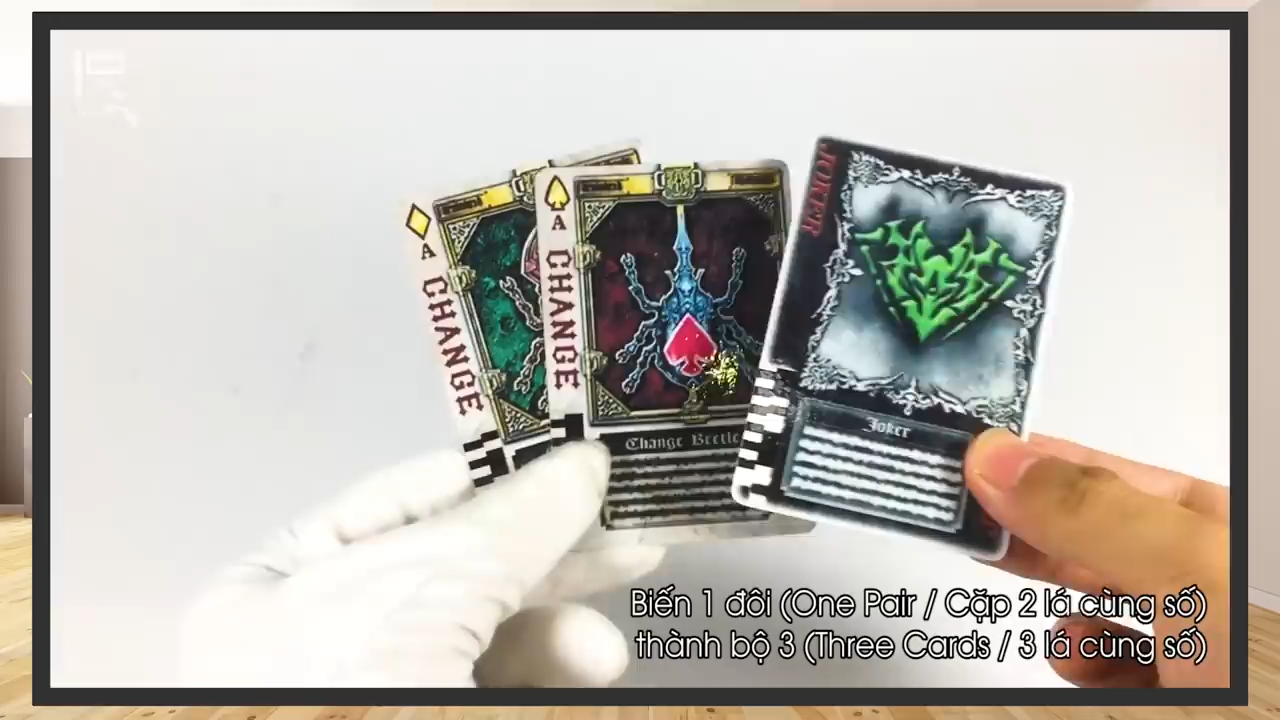 A
CHANGE
A
CHANGE
Change Beetle
JOKER
Joker
Biến 1 đôi (One Pair / Cặp 2 lá cùng số)
thành bộ 3 (Three Cards / 3 lá cùng số)